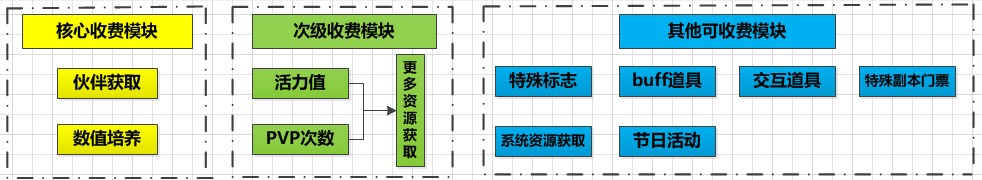 核心收费模块
伙伴获取
数值培养
次级收费模块
活力值
PVP次数
更多资源获取
其他可收费模块
特殊标志
buff道具
交互道具
特殊副本门票
系统资源获取
节日活动